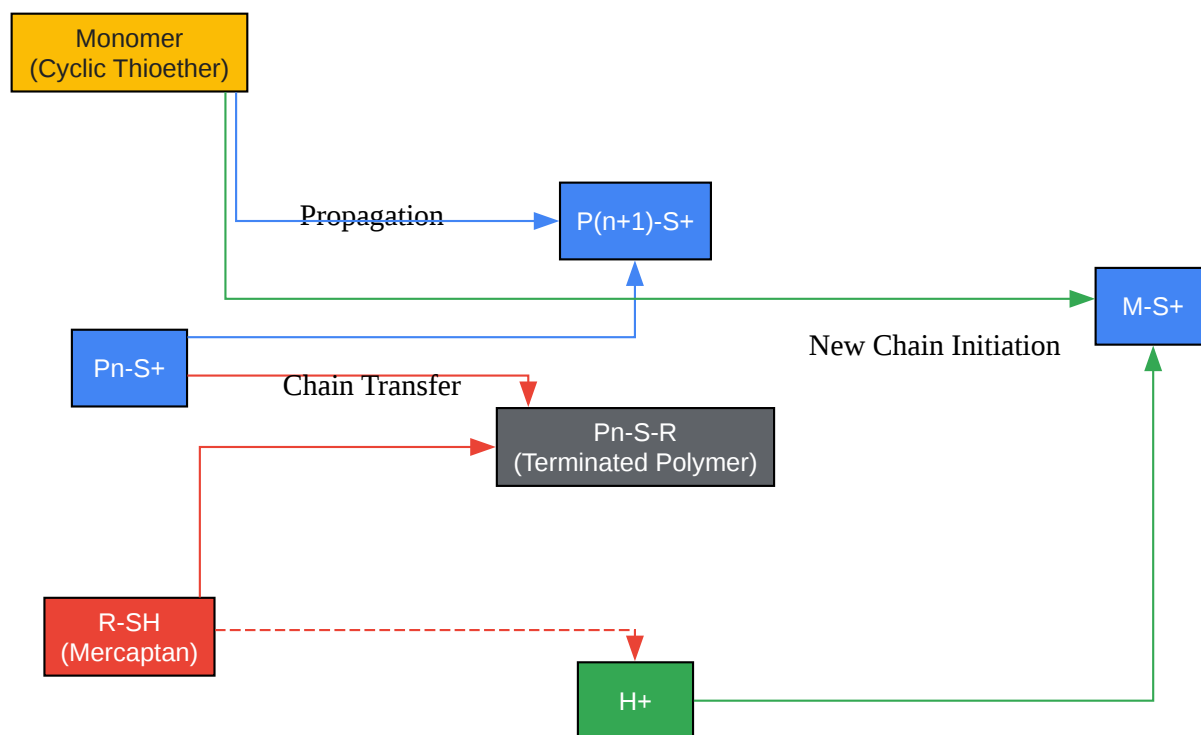 Monomer
(Cyclic Thioether)
Propagation
P(n+1)-S+
M-S+
New Chain Initiation
Pn-S+
Chain Transfer
Pn-S-R
(Terminated Polymer)
R-SH
(Mercaptan)
H+